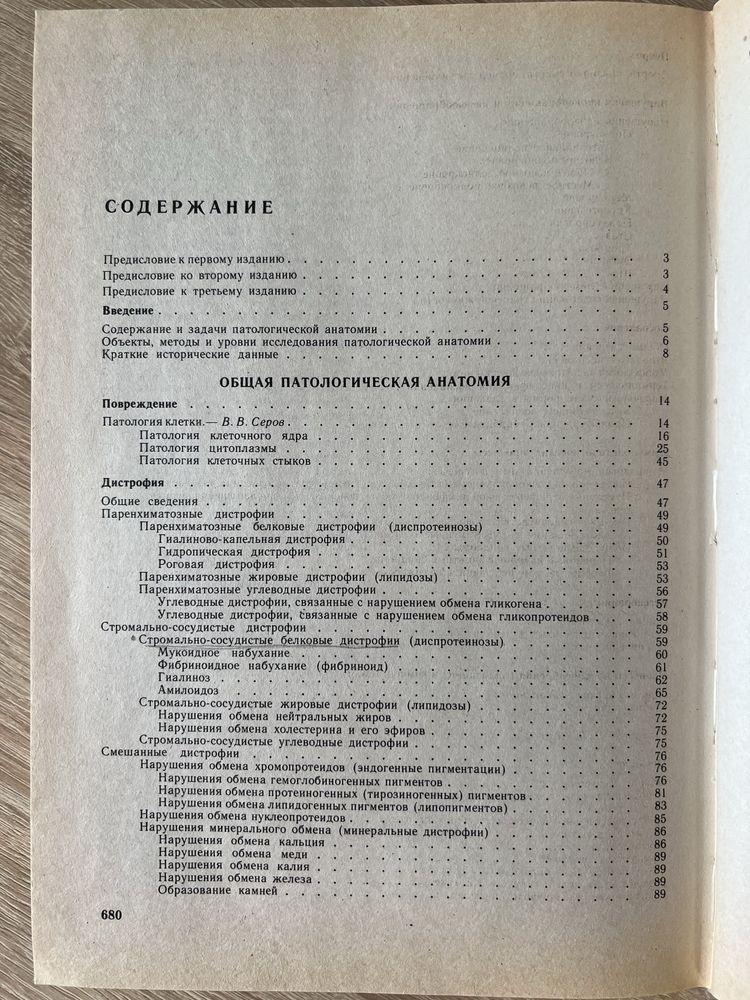 СОДЕРЖАНИЕ
Предисловие к первому изданию . . . 3
Предисловие ко второму изданию . . . 3
Предисловие к третьему изданию . . . 4
Введение . . . 5
Содержание и задачи патологической анатомии . . . 5
Объекты, методы и уровни исследования патологической анатомии . . . 6
Краткие исторические данные . . . 8
ОБЩАЯ ПАТОЛОГИЧЕСКАЯ АНАТОМИЯ
Повреждение . . . 14
Патология клетки.— В. В. Серов . . . 14
Патология клеточного ядра . . . 16
Патология цитоплазмы . . . 25
Патология клеточных стыков . . . 45
Дистрофия . . . 47
Общие сведения . . . 47
Паренхиматозные дистрофии . . . 49
Паренхиматозные белковые дистрофии (диспротеинозы) . . . 49
Гиалиново-капельная дистрофия . . . 50
Гидропическая дистрофия . . . 51
Роговая дистрофия . . . 53
Паренхиматозные жировые дистрофии (липидозы) . . . 53
Паренхиматозные углеводные дистрофии . . . 56
Углеводные дистрофии, связанные с нарушением обмена гликогена . . . 57
Углеводные дистрофии, связанные с нарушением обмена гликопротеидов . . . 58
Стромально-сосудистые дистрофии . . . 59
Стромально-сосудистые белковые дистрофии (диспротеинозы) . . . 59
Мукоидное набухание . . . 60
Фибриноидное набухание (фибриноид) . . . 61
Гиалиноз . . . 62
Амилоидоз . . . 65
Стромально-сосудистые жировые дистрофии (липидозы) . . . 72
Нарушения обмена нейтральных жиров . . . 72
Нарушения обмена холестерина и его эфиров . . . 75
Стромально-сосудистые углеводные дистрофии . . . 75
Смешанные дистрофии . . . 76
Нарушения обмена хромопротеидов (эндогенные пигментации) . . . 76
Нарушения обмена гемоглобиногенных пигментов . . . 76
Нарушения обмена протеиногенных (тирозиногенных) пигментов . . . 81
Нарушения обмена липидогенных пигментов (липопигментов) . . . 83
Нарушения обмена нуклеопротеидов . . . 85
Нарушения минерального обмена (минеральные дистрофии) . . . 86
Нарушения обмена кальция . . . 86
Нарушения обмена меди . . . 89
Нарушения обмена калия . . . 89
Нарушения обмена железа . . . 89
Образование камней . . . 89
680